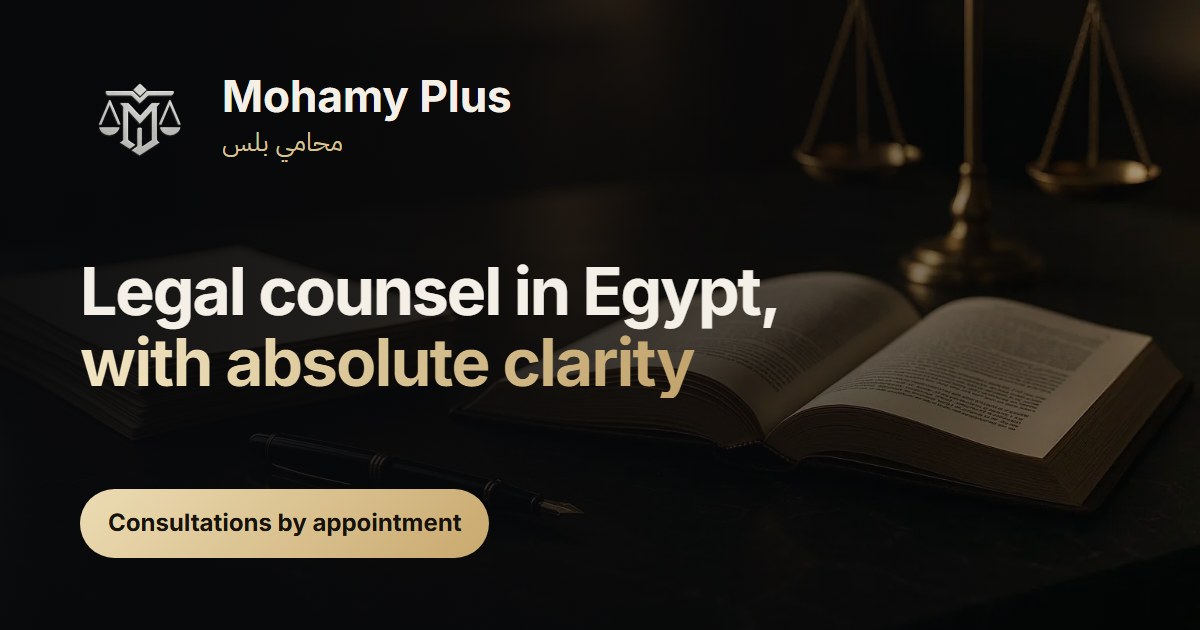 Mohamy Plus
محامي بلس
Legal counsel in Egypt,
with absolute clarity
Consultations by appointment